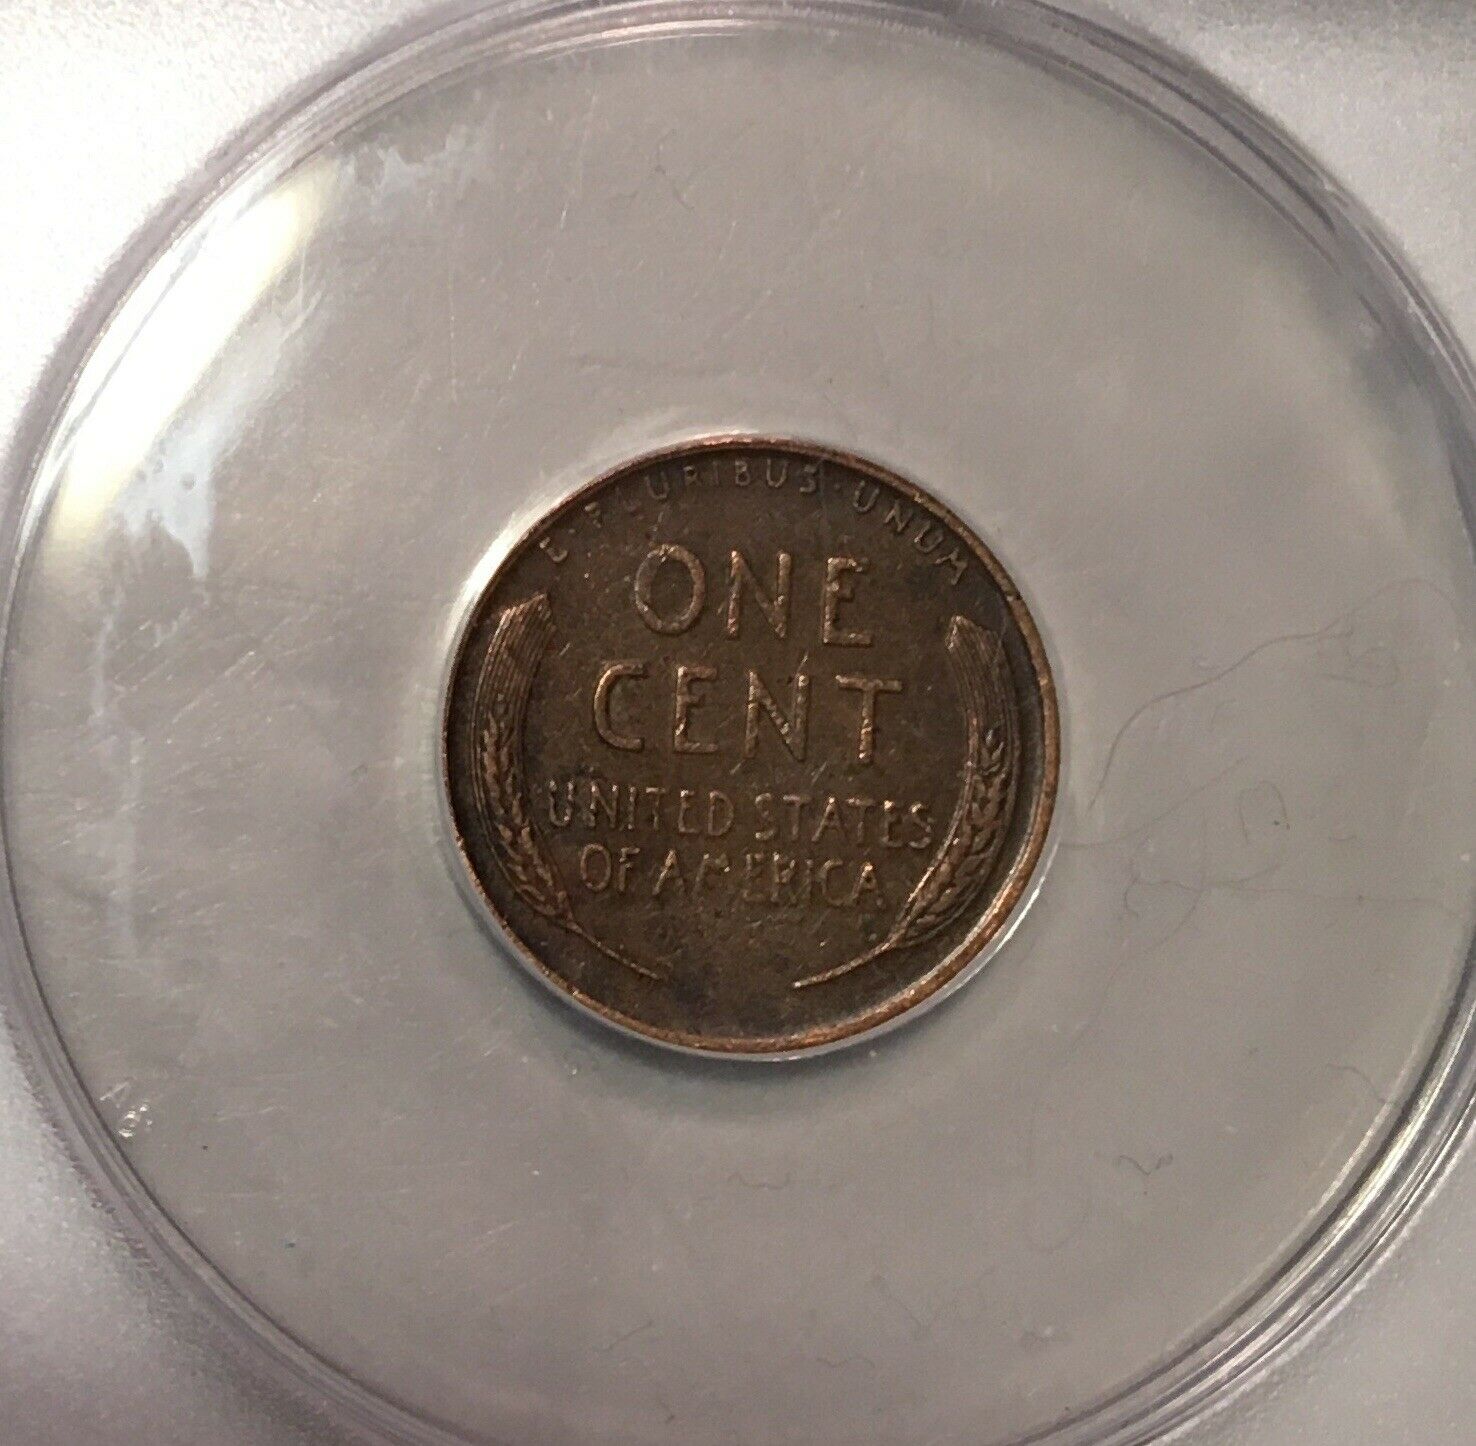 E·PLURIBUS·UNUM
ONE
CENT
UNITED STATES
OF AMERICA